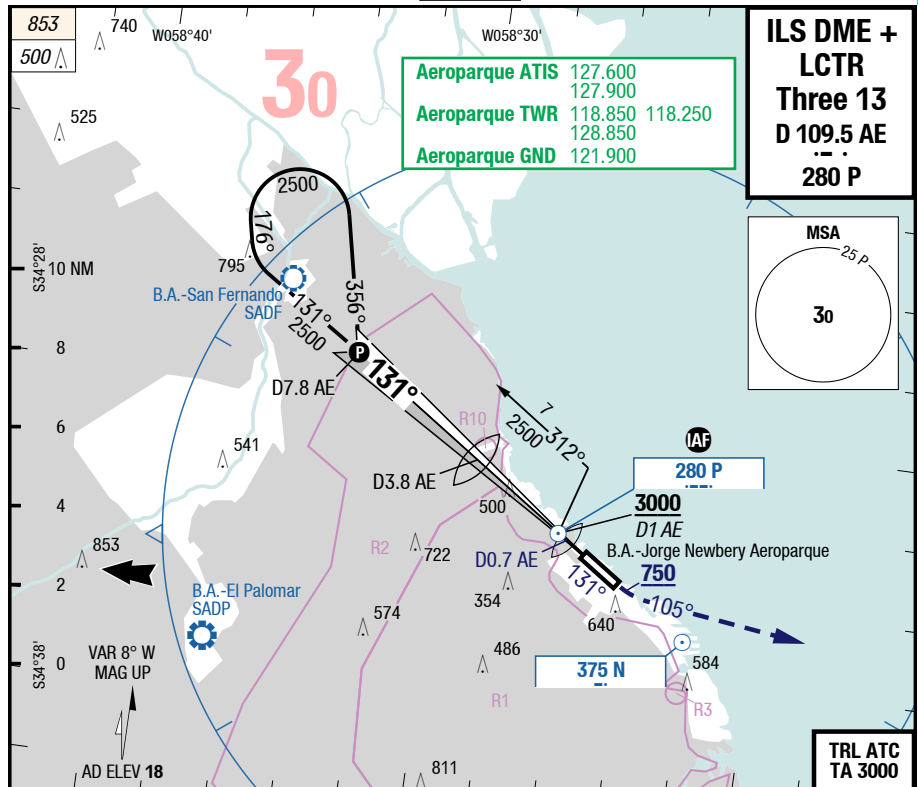 853
500
740
W058°40'
W058°30'
525
30
Aeroparque ATIS 127.600
127.900
Aeroparque TWR 118.850 118.250
128.850
Aeroparque GND 121.900
ILS DME +
LCTR
Three 13
D 109.5 AE
280 P
MSA
25 P
30
2500
176°
356°
795
S34°28'
10 NM
B.A.-San Fernando
SADF
131°
2500
P
131°
D7.8 AE
8
7
2500
312°
R10
IAF
6
541
D3.8 AE
280 P
500
3000
D1 AE
4
853
R2
722
D0.7 AE
B.A.-Jorge Newbery Aeroparque
750
131°
105°
2
354
B.A.-El Palomar
SADP
574
640
S34°38'
0
VAR 8° W
MAG UP
486
375 N
584
R1
R3
AD ELEV 18
811
TRL ATC
TA 3000